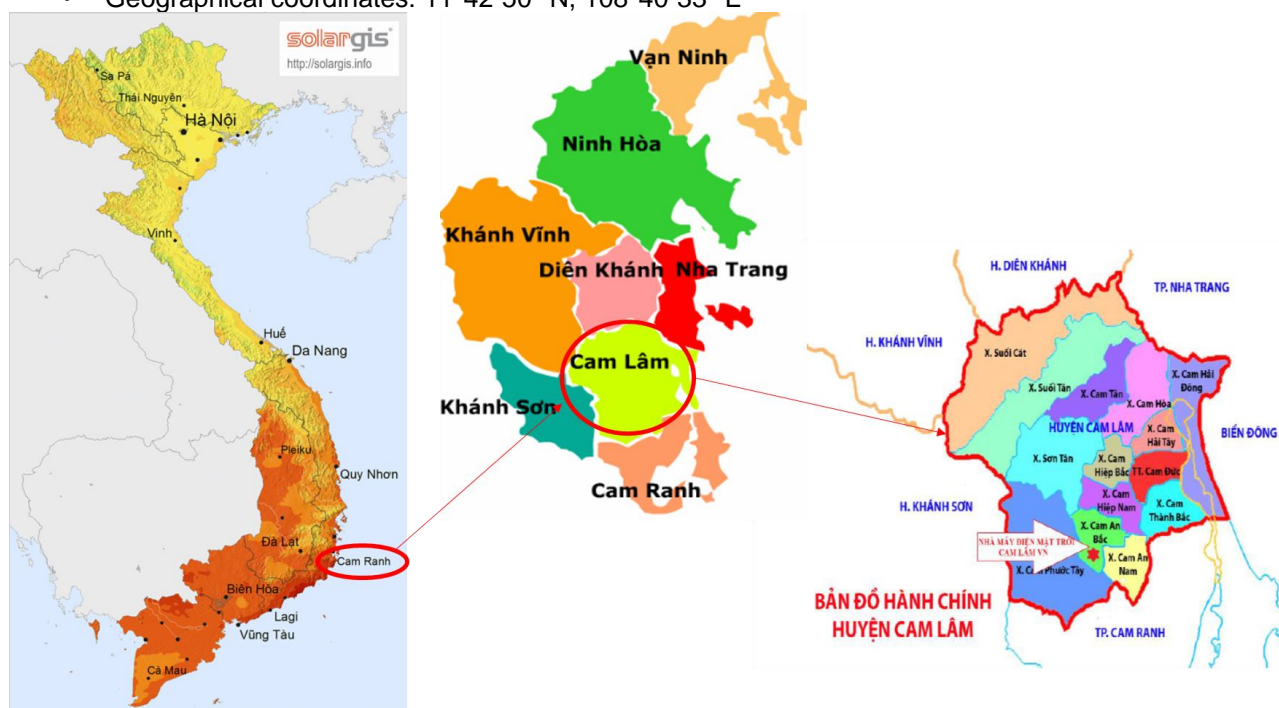 • Geographical coordinates: 11°42'50" N, 108°40'33" E
solargis
http://solargis.info
Sa Pá
Thái Nguyên
Hà Nội
Vinh
Huế
Da Nang
Pleiku
Quy Nhơn
Đà Lạt
Cam Ranh
Biên Hòa
Lagi
Vũng Tàu
Cà Mau
Vạn Ninh
Ninh Hòa
Khánh Vĩnh
Diên Khánh
Nha Trang
Cam Lâm
Khánh Sơn
Cam Ranh
H. DIÊN KHÁNH
TP. NHA TRANG
H. KHÁNH VĨNH
X. Suối Cát
X. Cam Hải
Đông
X. Suối Tân
X. Cam Tân
X. Cam Hòa
HUYỆN CAM LÂM
X. Cam
Hải Tây
BIỂN ĐÔNG
X. Sơn Tân
X. Cam
Hiệp Bắc
TT. Cam Đức
X. Cam
Hiệp Nam
X. Cam
Thành Bắc
H. KHÁNH SƠN
X. Cam An
Bắc
NHÀ MÁY ĐIỆN MẶT TRỜI
CAM LÂM VN
X. Cam
An
Nam
X. Cam Phước Tây
BẢN ĐỒ HÀNH CHÍNH
HUYỆN CAM LÂM
TP. CAM RANH